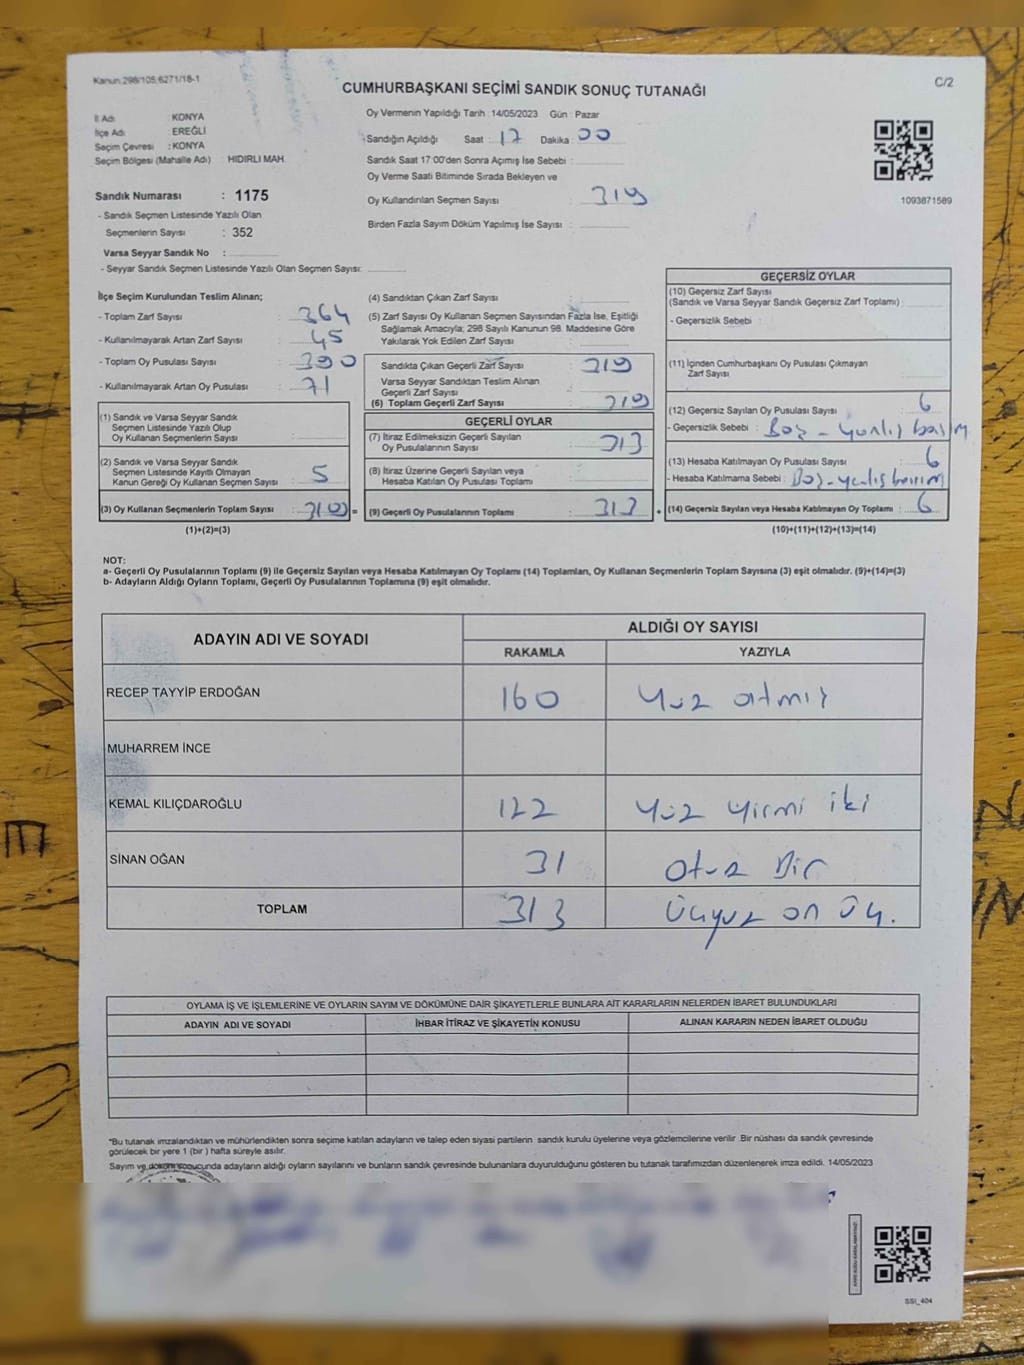 Kanun:298/105;6271/18-1
C/2
CUMHURBAŞKANI SEÇİMİ SANDIK SONUÇ TUTANAĞI
İl Adı : KONYA
İlçe Adı : EREĞLİ
Seçim Çevresi : KONYA
Seçim Bölgesi (Mahalle Adı) HIDIRLI MAH.
Sandık Numarası : 1175
- Sandık Seçmen Listesinde Yazılı Olan
Seçmenlerin Sayısı : 352
Varsa Seyyar Sandık No :
- Seyyar Sandık Seçmen Listesinde Yazılı Olan Seçmen Sayısı:
Oy Vermenin Yapıldığı Tarih :14/05/2023 Gün : Pazar
Sandığın Açıldığı Saat : 17 Dakika : 00
Sandık Saat 17:00'den Sonra Açımış İse Sebebi :
Oy Verme Saati Bitiminde Sırada Bekleyen ve
Oy Kullandırılan Seçmen Sayısı : 319
Birden Fazla Sayım Döküm Yapılmış İse Sayısı :
1093871589
İlçe Seçim Kurulundan Teslim Alınan;
- Toplam Zarf Sayısı : 364
- Kullanılmayarak Artan Zarf Sayısı : 45
- Toplam Oy Pusulası Sayısı : 390
- Kullanılmayarak Artan Oy Pusulası : 71
(1) Sandık ve Varsa Seyyar Sandık
Seçmen Listesinde Yazılı Olup
Oy Kullanan Seçmenlerin Sayısı :
(2) Sandık ve Varsa Seyyar Sandık
Seçmen Listesinde Kayıtlı Olmayan
Kanun Gereği Oy Kullanan Seçmen Sayısı : 5
(3) Oy Kullanan Seçmenlerin Toplam Sayısı : =
(1)+(2)=(3)
(4) Sandıktan Çıkan Zarf Sayısı :
(5) Zarf Sayısı Oy Kullanan Seçmen Sayısından Fazla İse, Eşitliği
Sağlamak Amacıyla; 298 Sayılı Kanunun 98. Maddesine Göre
Yakılarak Yok Edilen Zarf Sayısı :
Sandıkta Çıkan Geçerli Zarf Sayısı : 319
Varsa Seyyar Sandıktan Teslim Alınan
Geçerli Zarf Sayısı :
(6) Toplam Geçerli Zarf Sayısı : 319
GEÇERLİ OYLAR
(7) İtiraz Edilmeksizin Geçerli Sayılan
Oy Pusulalarının Sayısı : 313
(8) İtiraz Üzerine Geçerli Sayılan veya
Hesaba Katılan Oy Pusulası Toplamı :
(9) Geçerli Oy Pusulalarının Toplamı : 313 +
GEÇERSİZ OYLAR
(10) Geçersiz Zarf Sayısı
(Sandık ve Varsa Seyyar Sandık Geçersiz Zarf Toplamı) :
- Geçersizlik Sebebi :
(11) İçinden Cumhurbaşkanı Oy Pusulası Çıkmayan
Zarf Sayısı :
(12) Geçersiz Sayılan Oy Pusulası Sayısı : 6
- Geçersizlik Sebebi : Boş - yanlış basım
(13) Hesaba Katılmayan Oy Pusulası Sayısı : 6
- Hesaba Katılmama Sebebi : Boş - yanlış basım
(14) Geçersiz Sayılan veya Hesaba Katılmayan Oy Toplamı : 6
(10)+(11)+(12)+(13)=(14)
NOT:
a- Geçerli Oy Pusulalarının Toplamı (9) ile Geçersiz Sayılan veya Hesaba Katılmayan Oy Toplamı (14) Toplamları, Oy Kullanan Seçmenlerin Toplam Sayısına (3) eşit olmalıdır. (9)+(14)=(3)
b- Adayların Aldığı Oyların Toplamı, Geçerli Oy Pusulalarının Toplamına (9) eşit olmalıdır.
ADAYIN ADI VE SOYADI
ALDIĞI OY SAYISI
RAKAMLA YAZIYLA
RECEP TAYYİP ERDOĞAN 160 Yüz atmış
MUHARREM İNCE
KEMAL KILIÇDAROĞLU 122 Yüz Yirmi iki
SİNAN OĞAN 31 Otuz Bir
TOPLAM 313 Üçyüz on üç.
OYLAMA İŞ VE İŞLEMLERİNE VE OYLARIN SAYIM VE DÖKÜMÜNE DAİR ŞİKAYETLERLE BUNLARA AİT KARARLARIN NELERDEN İBARET BULUNDUKLARI
ADAYIN ADI VE SOYADI İHBAR İTİRAZ VE ŞİKAYETİN KONUSU ALINAN KARARIN NEDEN İBARET OLDUĞU
*Bu tutanak imzalandıktan ve mühürlendikten sonra seçime katılan adayların ve talep eden siyasi partilerin sandık kurulu üyelerine veya gözlemcilerine verilir .Bir nüshası da sandık çevresinde
görülecek bir yere 1 (bir ) hafta süreyle asılır.
Sayım ve döküm sonucunda adayların aldığı oyların sayılarını ve bunların sandık çevresinde bulunanlara duyurulduğunu gösteren bu tutanak tarafımızdan düzenlenerek imza edildi. 14/05/2023
SSI_404